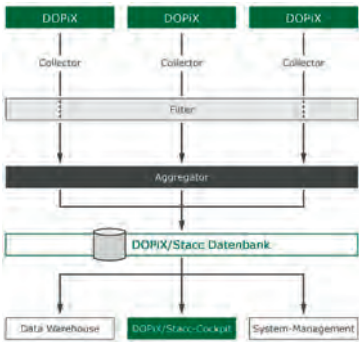 DOPiX DOPiX DOPiX
Collector Collector Collector
Filter
Aggregator
DOPiX/Stacc Datenbank
Data Warehouse DOPiX/Stacc-Cockpit System-Management